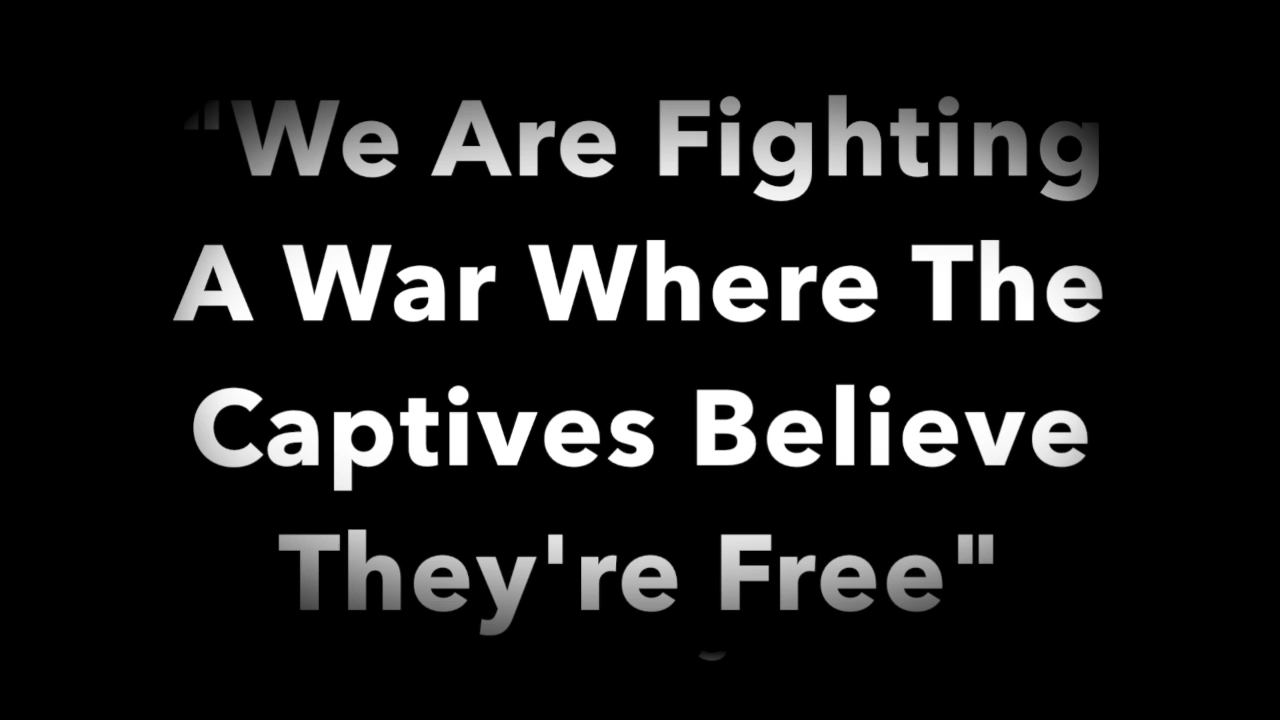 "We Are Fighting
A War Where The
Captives Believe
They're Free"